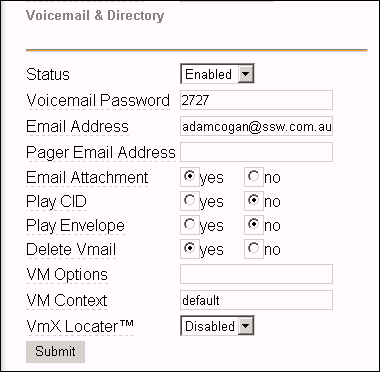 Voicemail & Directory
Status Enabled
Voicemail Password 2727
Email Address adamcogan@ssw.com.au
Pager Email Address
Email Attachment yes no
Play CID yes no
Play Envelope yes no
Delete Vmail yes no
VM Options
VM Context default
VmX Locater™ Disabled
Submit